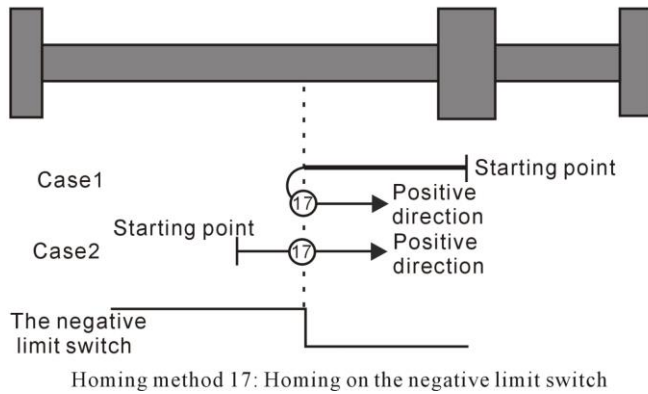 Case1
Starting point
17
Positive
direction
Starting point
Case2
17
Positive
direction
The negative
limit switch
Homing method 17: Homing on the negative limit switch